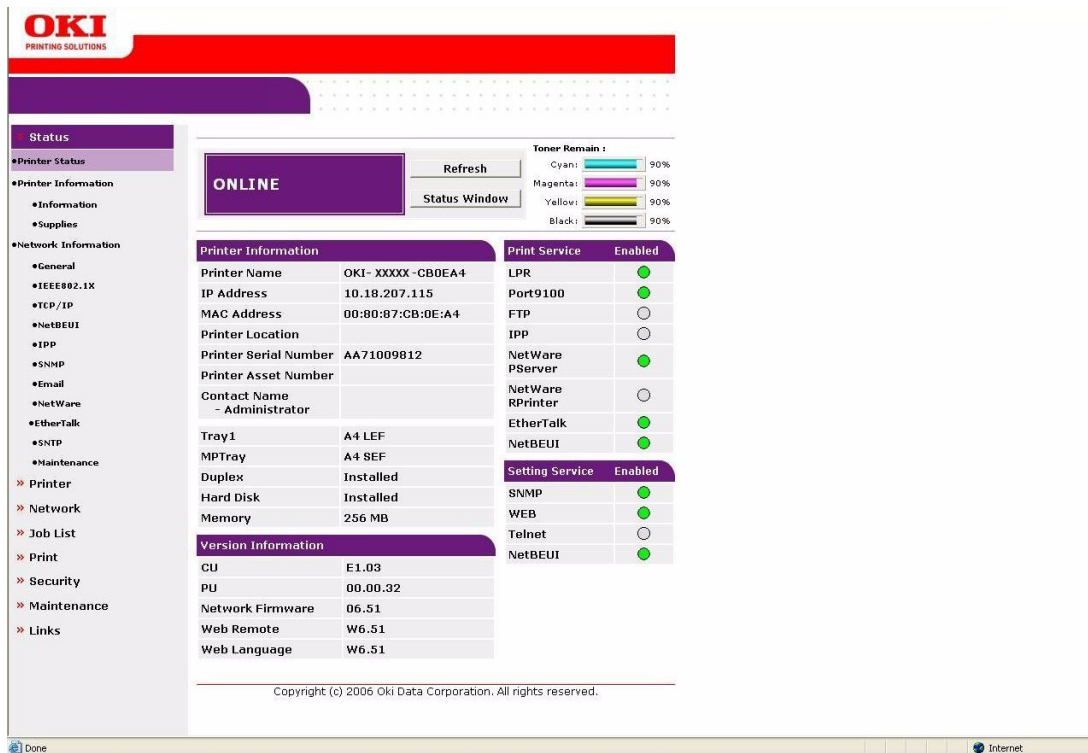 OKI
PRINTING SOLUTIONS
Status
•Printer Status
•Printer Information
•Information
•Supplies
•Network Information
•General
•IEEE802.1X
•TCP/IP
•NetBEUI
•IPP
•SNMP
•Email
•NetWare
•EtherTalk
•SNTP
•Maintenance
» Printer
» Network
» Job List
» Print
» Security
» Maintenance
» Links
ONLINE
Refresh
Status Window
Toner Remain :
Cyan: 90%
Magenta: 90%
Yellow: 90%
Black: 90%
Printer Information
Printer Name OKI- XXXXX -CB0EA4
IP Address 10.18.207.115
MAC Address 00:80:87:CB:0E:A4
Printer Location
Printer Serial Number AA71009812
Printer Asset Number
Contact Name
- Administrator
Tray1 A4 LEF
MPTray A4 SEF
Duplex Installed
Hard Disk Installed
Memory 256 MB
Version Information
CU E1.03
PU 00.00.32
Network Firmware 06.51
Web Remote W6.51
Web Language W6.51
Print Service Enabled
LPR
Port9100
FTP
IPP
NetWare
PServer
NetWare
RPrinter
EtherTalk
NetBEUI
Setting Service Enabled
SNMP
WEB
Telnet
NetBEUI
Copyright (c) 2006 Oki Data Corporation. All rights reserved.
Done
Internet